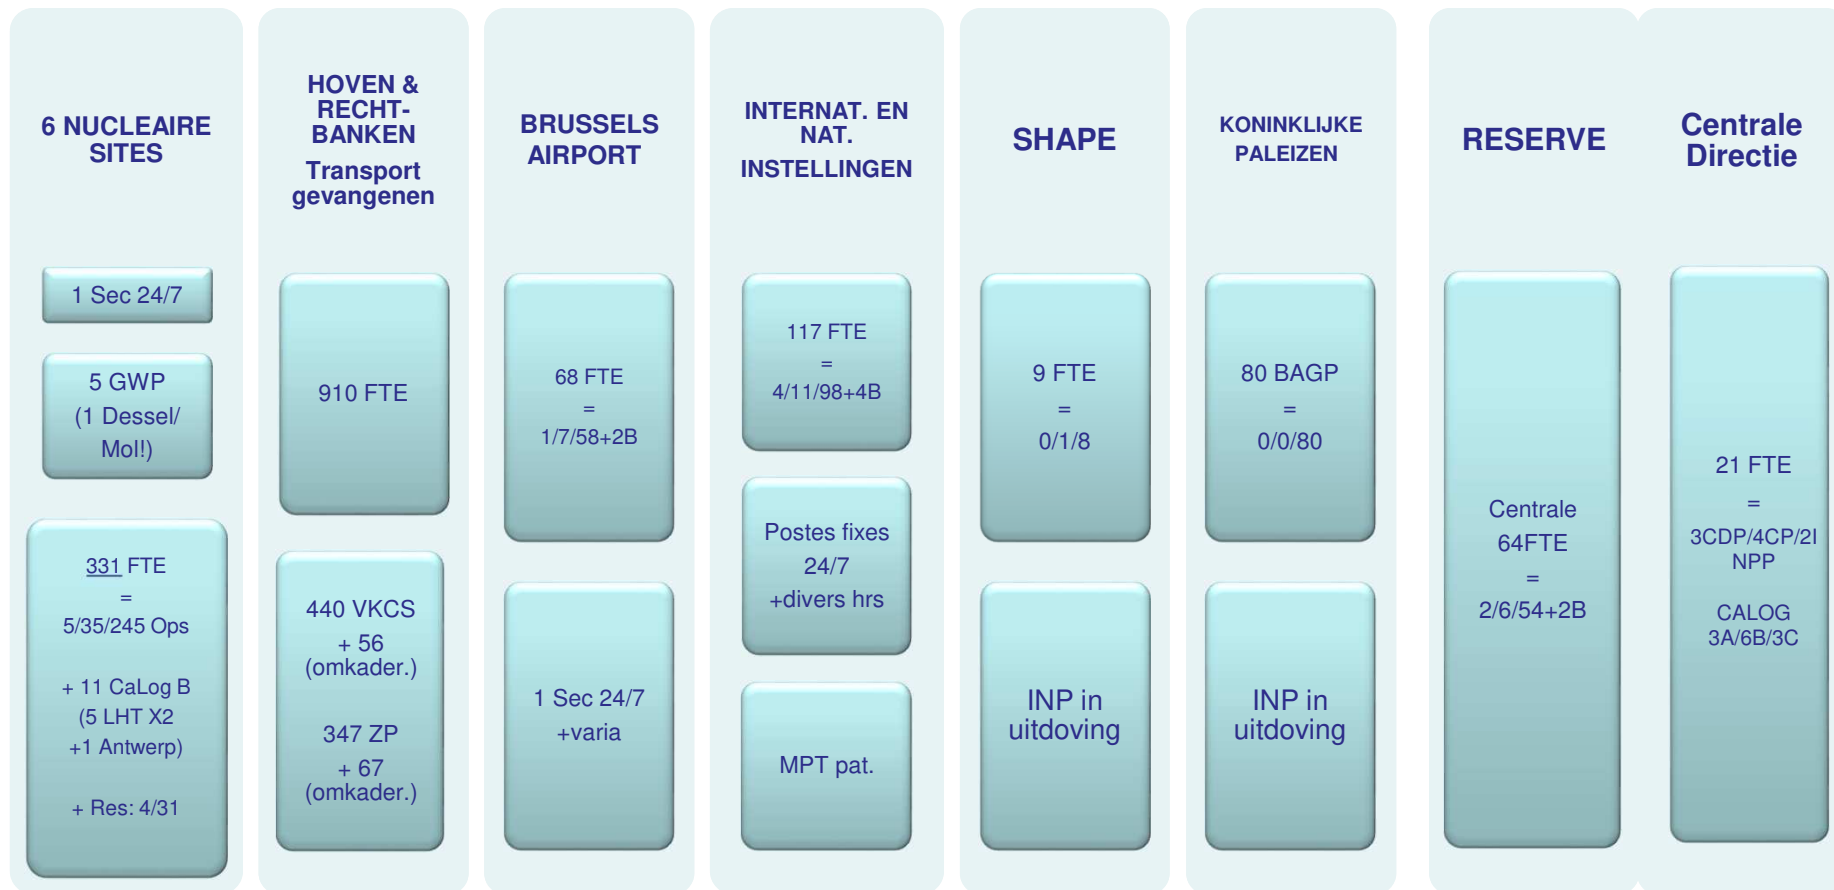 6 NUCLEAIRE
SITES
1 Sec 24/7
5 GWP
(1 Dessel/
Mol!)
331 FTE
=
5/35/245 Ops
+ 11 CaLog B
(5 LHT X2
+1 Antwerp)
+ Res: 4/31
HOVEN &
RECHT-
BANKEN
Transport
gevangenen
910 FTE
440 VKCS
+ 56
(omkader.)
347 ZP
+ 67
(omkader.)
BRUSSELS
AIRPORT
68 FTE
=
1/7/58+2B
1 Sec 24/7
+varia
INTERNAT. EN
NAT.
INSTELLINGEN
117 FTE
=
4/11/98+4B
Postes fixes
24/7
+divers hrs
MPT pat.
SHAPE
9 FTE
=
0/1/8
INP in
uitdoving
KONINKLIJKE
PALEIZEN
80 BAGP
=
0/0/80
INP in
uitdoving
RESERVE
Centrale
64FTE
=
2/6/54+2B
Centrale
Directie
21 FTE
=
3CDP/4CP/2I
NPP
CALOG
3A/6B/3C